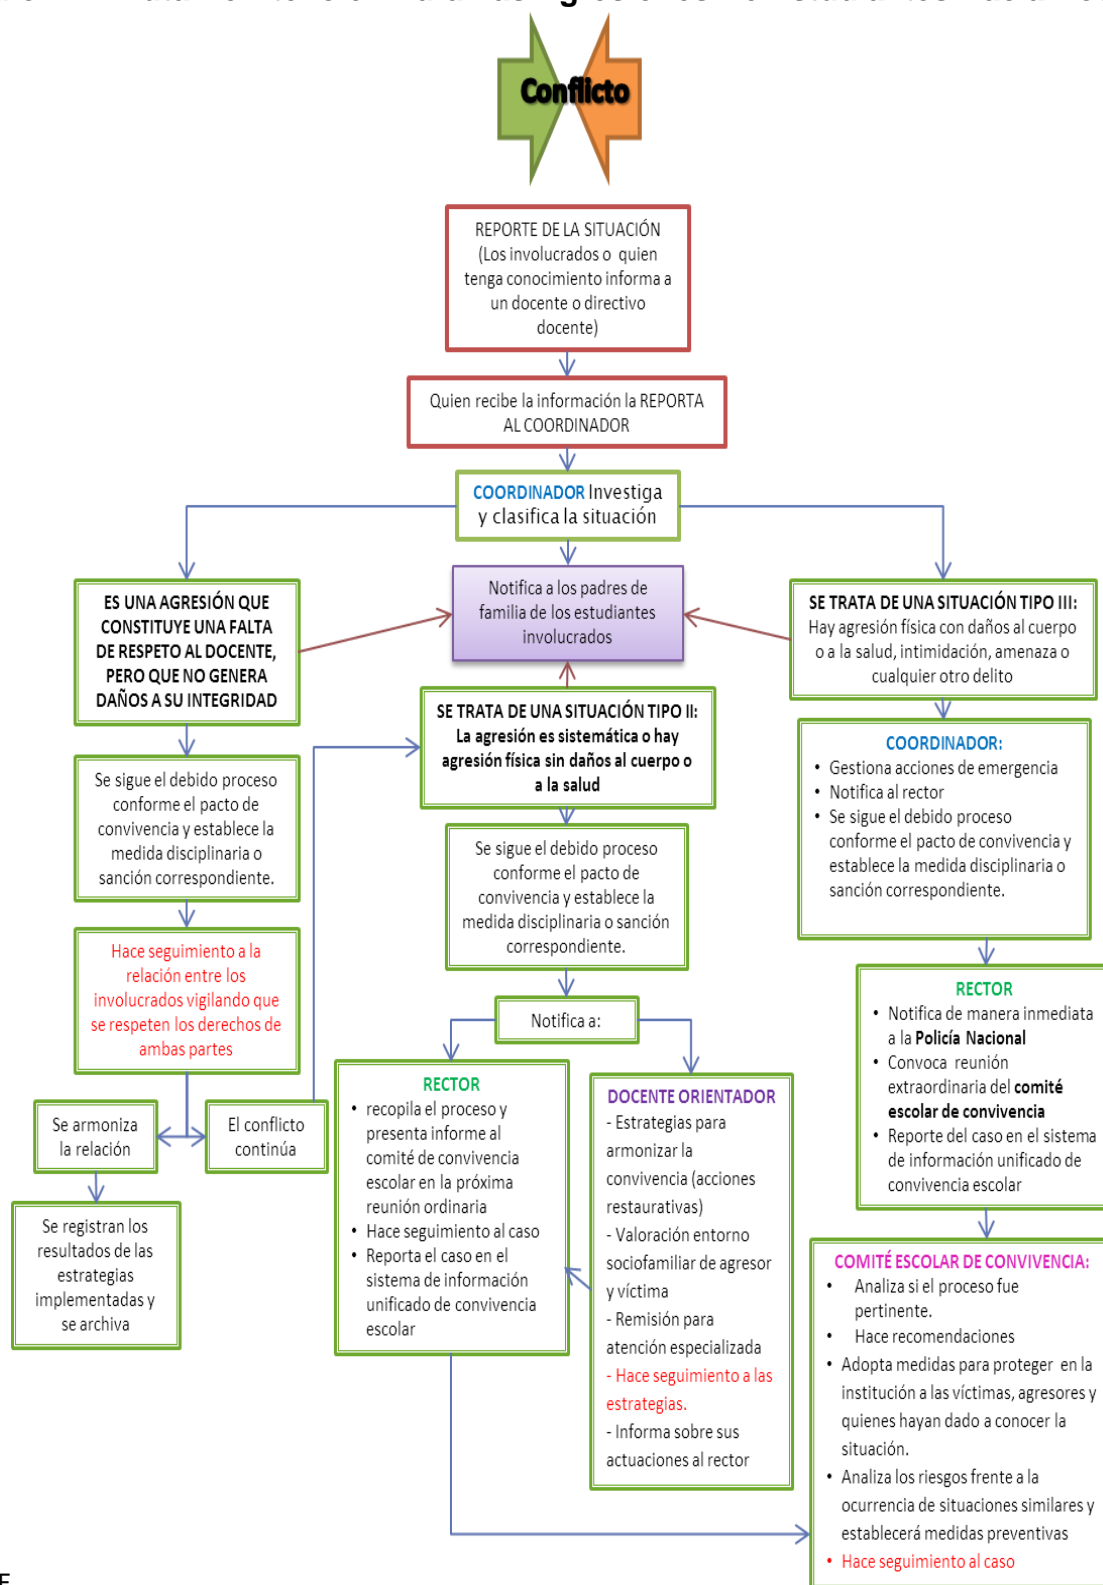 Conflicto
REPORTE DE LA SITUACIÓN
(Los involucrados o quien
tenga conocimiento informa a
un docente o directivo
docente)
Quien recibe la información la REPORTA
AL COORDINADOR
COORDINADOR Investiga
y clasifica la situación
Notifica a los padres de
familia de los estudiantes
involucrados
ES UNA AGRESIÓN QUE
CONSTITUYE UNA FALTA
DE RESPETO AL DOCENTE,
PERO QUE NO GENERA
DAÑOS A SU INTEGRIDAD
Se sigue el debido proceso
conforme el pacto de
convivencia y establece la
medida disciplinaria o
sanción correspondiente.
Hace seguimiento a la
relación entre los
involucrados vigilando que
se respeten los derechos de
ambas partes
Se armoniza
la relación
El conflicto
continúa
Se registran los
resultados de las
estrategias
implementadas y
se archiva
SE TRATA DE UNA SITUACIÓN TIPO II:
La agresión es sistemática o hay
agresión física sin daños al cuerpo o
a la salud
Se sigue el debido proceso
conforme el pacto de
convivencia y establece la
medida disciplinaria o sanción
correspondiente.
Notifica a:
RECTOR
• recopila el proceso y
presenta informe al
comité de convivencia
escolar en la próxima
reunión ordinaria
• Hace seguimiento al caso
• Reporta el caso en el
sistema de información
unificado de convivencia
escolar
DOCENTE ORIENTADOR
- Estrategias para
armonizar la
convivencia (acciones
restaurativas)
- Valoración entorno
sociofamiliar de agresor
y víctima
- Remisión para
atención especializada
- Hace seguimiento a las
estrategias.
- Informa sobre sus
actuaciones al rector
SE TRATA DE UNA SITUACIÓN TIPO III:
Hay agresión física con daños al cuerpo
o a la salud, intimidación, amenaza o
cualquier otro delito
COORDINADOR:
• Gestiona acciones de emergencia
• Notifica al rector
• Se sigue el debido proceso
conforme el pacto de convivencia y
establece la medida disciplinaria o
sanción correspondiente.
RECTOR
• Notifica de manera inmediata
a la Policía Nacional
• Convoca reunión
extraordinaria del comité
escolar de convivencia
• Reporte del caso en el sistema
de información unificado de
convivencia escolar
COMITÉ ESCOLAR DE CONVIVENCIA:
• Analiza si el proceso fue
pertinente.
• Hace recomendaciones
• Adopta medidas para proteger en la
institución a las víctimas, agresores y
quienes hayan dado a conocer la
situación.
• Analiza los riesgos frente a la
ocurrencia de situaciones similares y
establecerá medidas preventivas
• Hace seguimiento al caso